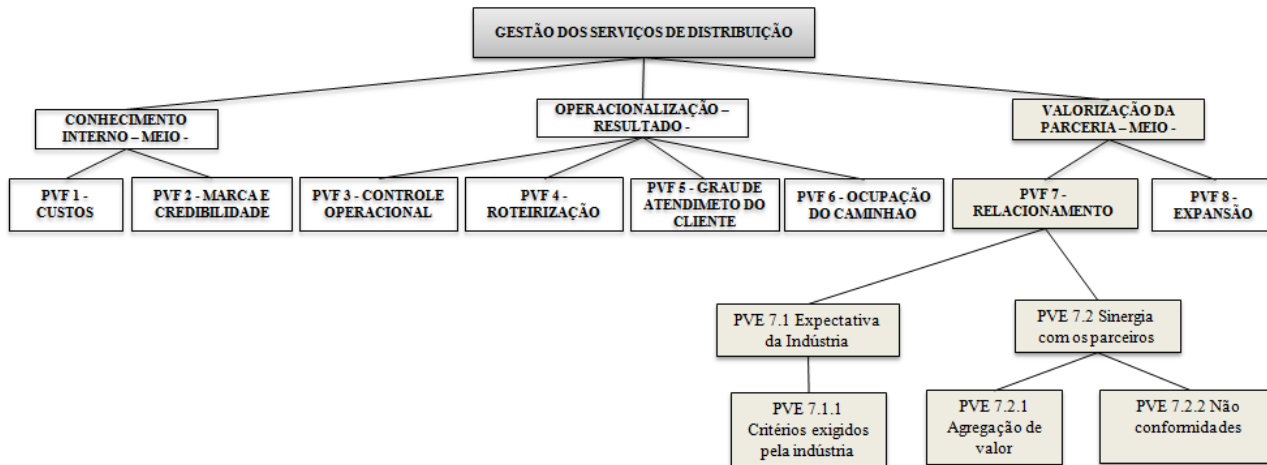 GESTÃO DOS SERVIÇOS DE DISTRIBUIÇÃO
CONHECIMENTO
INTERNO – MEIO -
OPERACIONALIZAÇÃO –
RESULTADO -
VALORIZAÇÃO DA
PARCERIA – MEIO -
PVF 1 -
CUSTOS
PVF 2 - MARCA E
CREDIBILIDADE
PVF 3 - CONTROLE
OPERACIONAL
PVF 4 -
ROTEIRIZAÇÃO
PVF 5 - GRAU DE
ATENDIMETO DO
CLIENTE
PVF 6 - OCUPAÇÃO
DO CAMINHAO
PVF 7 -
RELACIONAMENTO
PVF 8 -
EXPANSÃO
PVE 7.1 Expectativa
da Indústria
PVE 7.2 Sinergia
com os parceiros
PVE 7.1.1
Critérios exigidos
pela indústria
PVE 7.2.1
Agregação de
valor
PVE 7.2.2 Não
conformidades